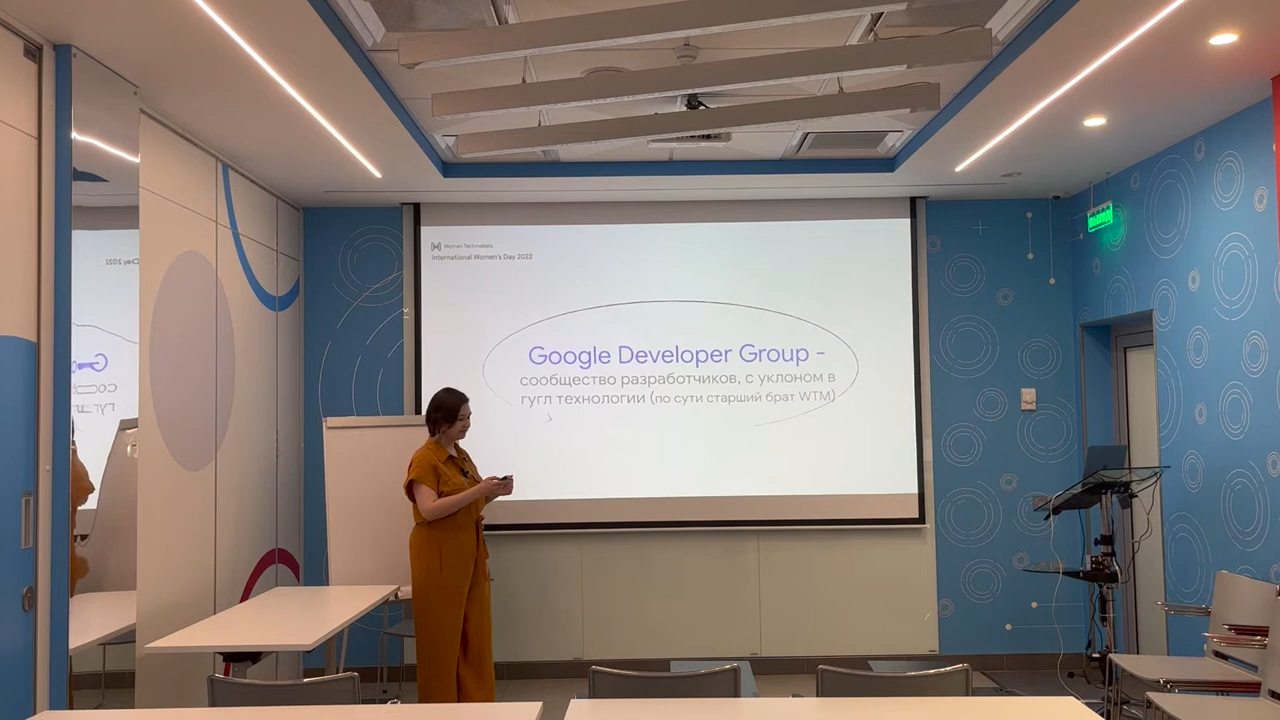 Women Techmakers
International Women's Day 2022
Google Developer Group -
сообщество разработчиков, с уклоном в
гугл технологии (по сути старший брат WTM)